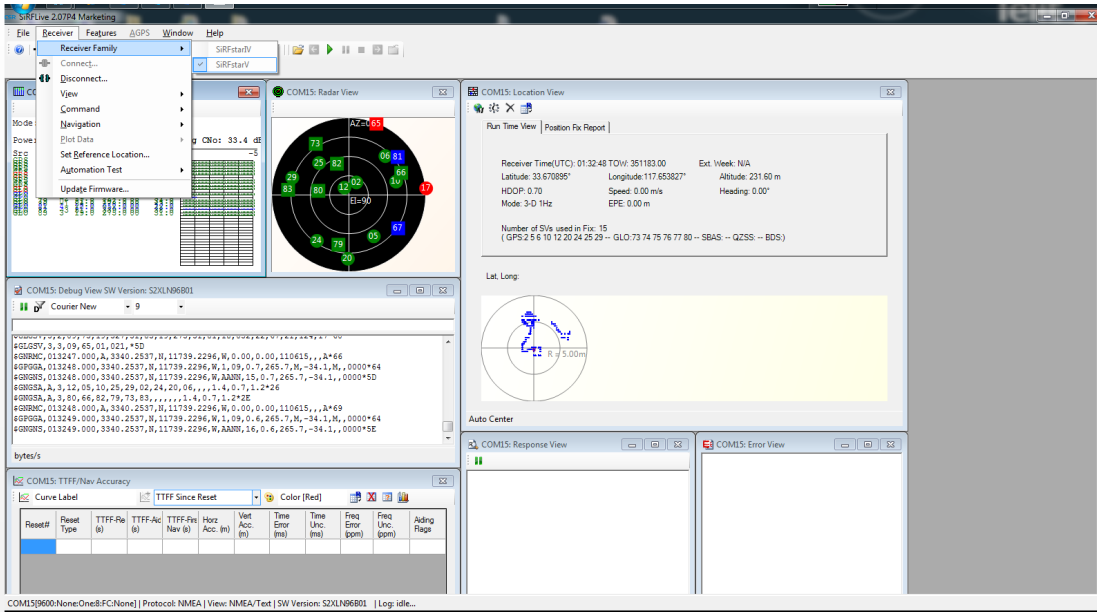 SiRFLive 2.07P4 Marketing
File Receiver Features AGPS Window Help
Receiver Family
SiRFstarIV
SiRFstarV
Connect...
Disconnect...
View
Command
Navigation
Plot Data
Set Reference Location...
Automation Test
Update Firmware...
Mode
g CNo: 33.4 dB
Src
-5
COM15: Radar View
AZ=0 65
73
25 82
06 81
66
29
83 80 12 02 10 17
El=90
67
24 79 05
20
COM15: Location View
Run Time View Position Fix Report
Receiver Time(UTC): 01:32:48 TOW: 351183.00 Ext. Week: N/A
Latitude: 33.670895° Longitude:117.653827° Altitude: 231.60 m
HDOP: 0.70 Speed: 0.00 m/s Heading: 0.00°
Mode: 3-D 1Hz EPE: 0.00 m
Number of SVs used in Fix: 15
( GPS:2 5 6 10 12 20 24 25 29 -- GLO:73 74 75 76 77 80 -- SBAS: -- QZSS: -- BDS:)
Lat, Long:
R = 5.00m
Auto Center
COM15: Debug View SW Version: S2XLN96B01
Courier New 9
$GLGSV,3,3,09,65,01,021,*5D
$GNRMC,013247.000,A,3340.2537,N,11739.2296,W,0.00,0.00,110615,,,A*66
$GPGGA,013248.000,3340.2537,N,11739.2296,W,1,09,0.7,265.7,M,-34.1,M,,0000*64
$GNGNS,013248.000,3340.2537,N,11739.2296,W,AANN,15,0.7,265.7,-34.1,,0000*5D
$GNGSA,A,3,12,05,10,25,29,02,24,20,06,,,,1.4,0.7,1.2*26
$GNGSA,A,3,80,66,82,79,73,83,,,,,,,1.4,0.7,1.2*2E
$GNRMC,013248.000,A,3340.2537,N,11739.2296,W,0.00,0.00,110615,,,A*69
$GPGGA,013249.000,3340.2537,N,11739.2296,W,1,09,0.6,265.7,M,-34.1,M,,0000*64
$GNGNS,013249.000,3340.2537,N,11739.2296,W,AANN,16,0.6,265.7,-34.1,,0000*5E
bytes/s
COM15: Response View
COM15: Error View
COM15: TTFF/Nav Accuracy
Curve Label TTFF Since Reset Color [Red]
Reset# Reset Type TTFF-Re (s) TTFF-Aid (s) TTFF-Firs Nav (s) Horz Acc. (m) Vert Acc. (m) Time Error (ms) Time Unc. (ms) Freq Error (ppm) Freq Unc. (ppm) Aiding Flags
COM15[9600:None:One:8:FC:None] | Protocol: NMEA | View: NMEA/Text | SW Version: S2XLN96B01 | Log: idle...